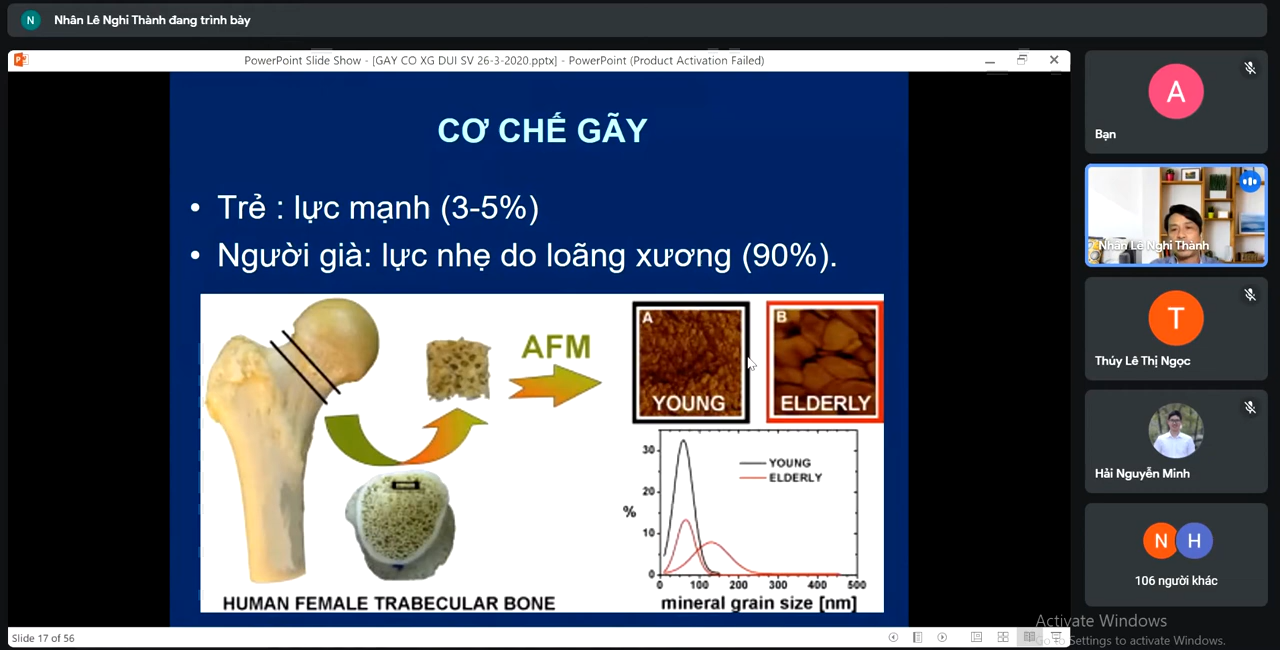 N
Nhân Lê Nghi Thành đang trình bày
PowerPoint Slide Show - [GAY CO XG DUI SV 26-3-2020.pptx] - PowerPoint (Product Activation Failed)
CƠ CHẾ GÃY
• Trẻ : lực mạnh (3-5%)
• Người già: lực nhẹ do loãng xương (90%).
AFM
A
YOUNG
B
ELDERLY
30
20
10
0
%
YOUNG
ELDERLY
0 100 200 300 400 500
mineral grain size [nm]
HUMAN FEMALE TRABECULAR BONE
Slide 17 of 56
A
Bạn
Nhân Lê Nghi Thành
T
Thúy Lê Thị Ngọc
Hải Nguyễn Minh
N H
106 người khác
Activate Windows
Go to Settings to activate Windows.